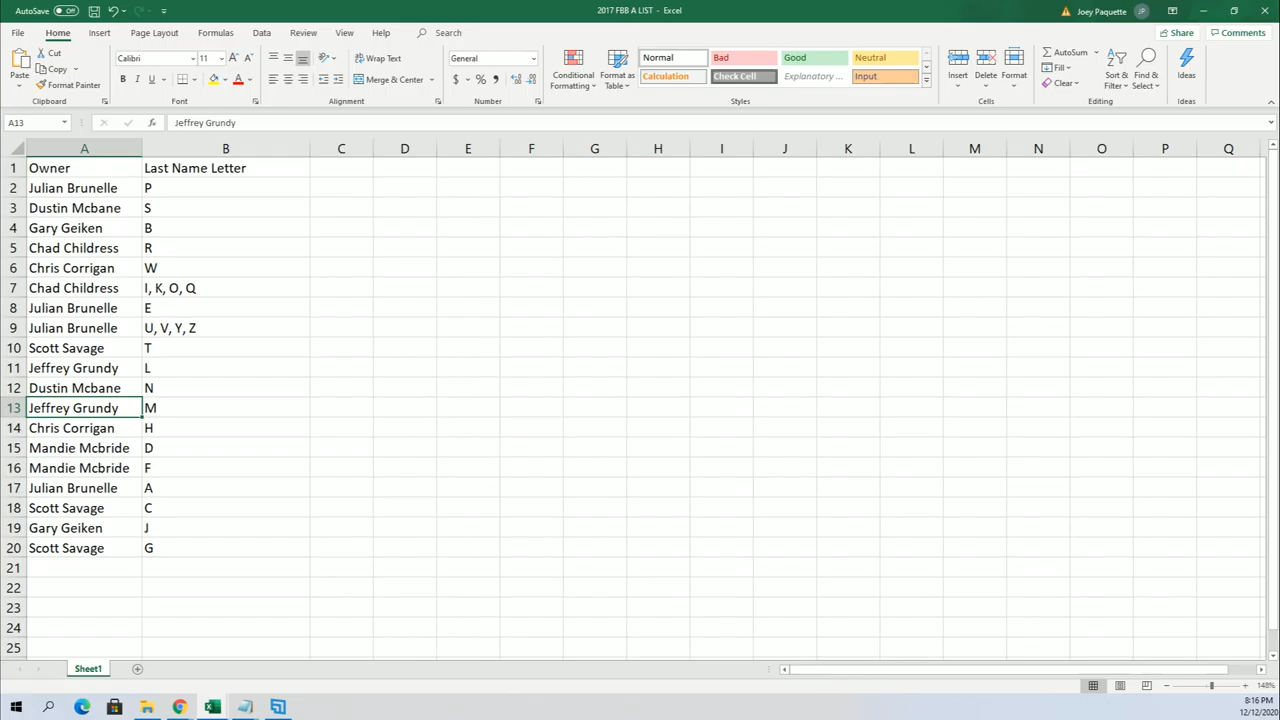 AutoSave Off 2017 FBB A LIST - Excel Joey Paquette JP
File Home Insert Page Layout Formulas Data Review View Help Search Share Comments
Paste Cut Copy Format Painter Clipboard
Calibri 11 B I U A Font
Wrap Text Merge & Center Alignment
General $ % Number
Conditional Formatting Format as Table
Normal Bad Good Neutral
Calculation Check Cell Explanatory ... Input
Styles
Insert Delete Format Cells
AutoSum Fill Clear Sort & Filter Find & Select Editing
Ideas Ideas
A13 fx Jeffrey Grundy
A B C D E F G H I J K L M N O P Q
1 Owner Last Name Letter
2 Julian Brunelle P
3 Dustin Mcbane S
4 Gary Geiken B
5 Chad Childress R
6 Chris Corrigan W
7 Chad Childress I, K, O, Q
8 Julian Brunelle E
9 Julian Brunelle U, V, Y, Z
10 Scott Savage T
11 Jeffrey Grundy L
12 Dustin Mcbane N
13 Jeffrey Grundy M
14 Chris Corrigan H
15 Mandie Mcbride D
16 Mandie Mcbride F
17 Julian Brunelle A
18 Scott Savage C
19 Gary Geiken J
20 Scott Savage G
21
22
23
24
25
Sheet1
148%
8:16 PM
12/12/2020